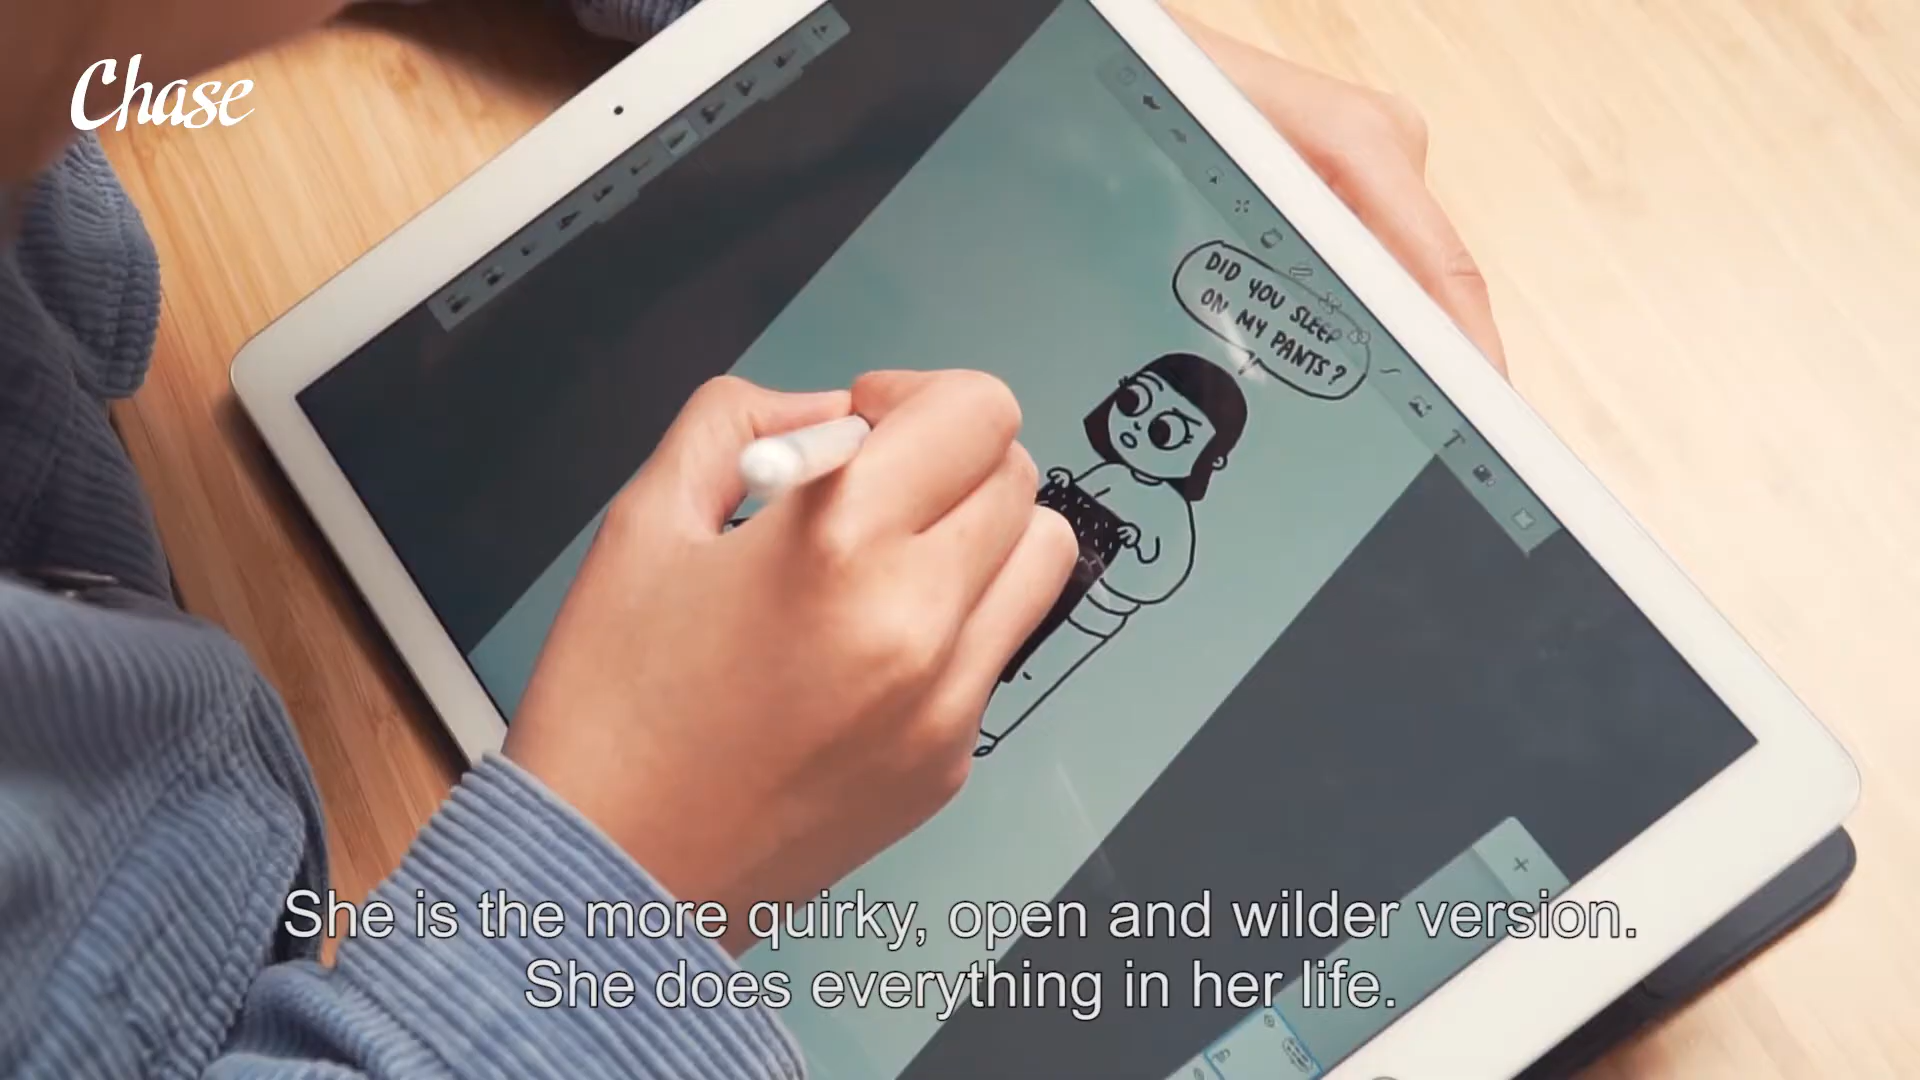 Chase
DID YOU SLEEP
ON MY PANTS?
T
She is the more quirky, open and wilder version.
She does everything in her life.